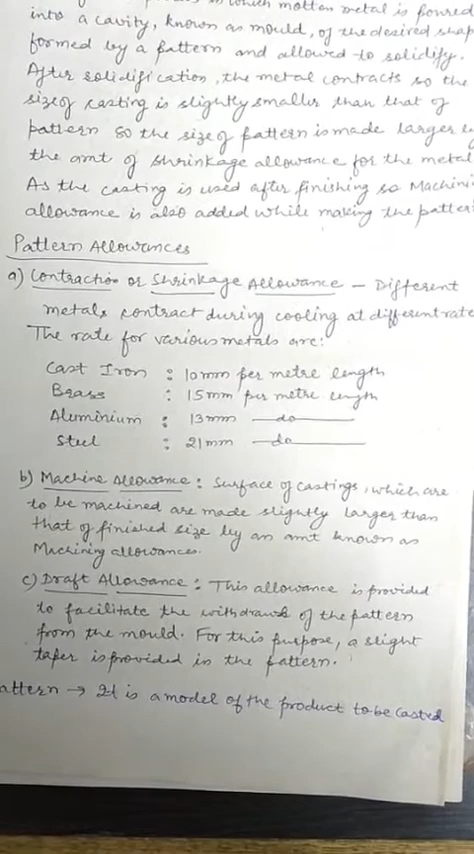 in which molten metal is poured
into a cavity, known as mould, of the desired shap
formed by a pattern and allowed to solidify.
After solidification, the metal contracts so the
size of casting is slightly smaller than that of
pattern so the size of pattern is made larger by
the amt of shrinkage allowance for the metal
As the casting is used after finishing so Machini
allowance is also added while making the patter
Pattern Allowances
a) Contraction or Shrinkage Allowance – Different
metals contract during cooling at different rate
The rate for various metals are:
Cast Iron : 10mm per metre length
Brass : 15mm per metre length
Aluminium : 13mm —do—
Steel : 21mm —do—
b) Machine Allowance : Surface of castings, which are
to be machined are made slightly larger than
that of finished size by an amt known as
Machining allowances.
c) Draft Allowance : This allowance is provided
to facilitate the withdrawl of the pattern
from the mould. For this purpose, a slight
taper is provided in the pattern.
attern → It is a model of the product to be casted